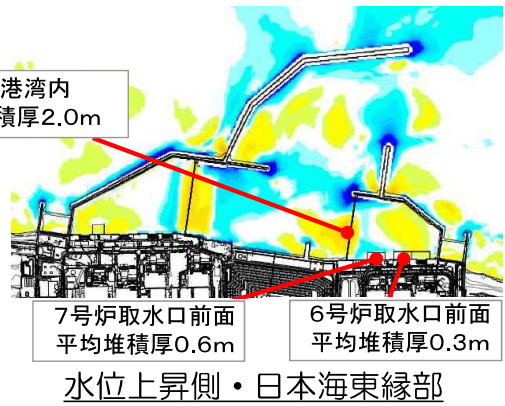 港湾内
積厚2.0m
7号炉取水口前面
平均堆積厚0.6m
6号炉取水口前面
平均堆積厚0.3m
水位上昇側・日本海東縁部